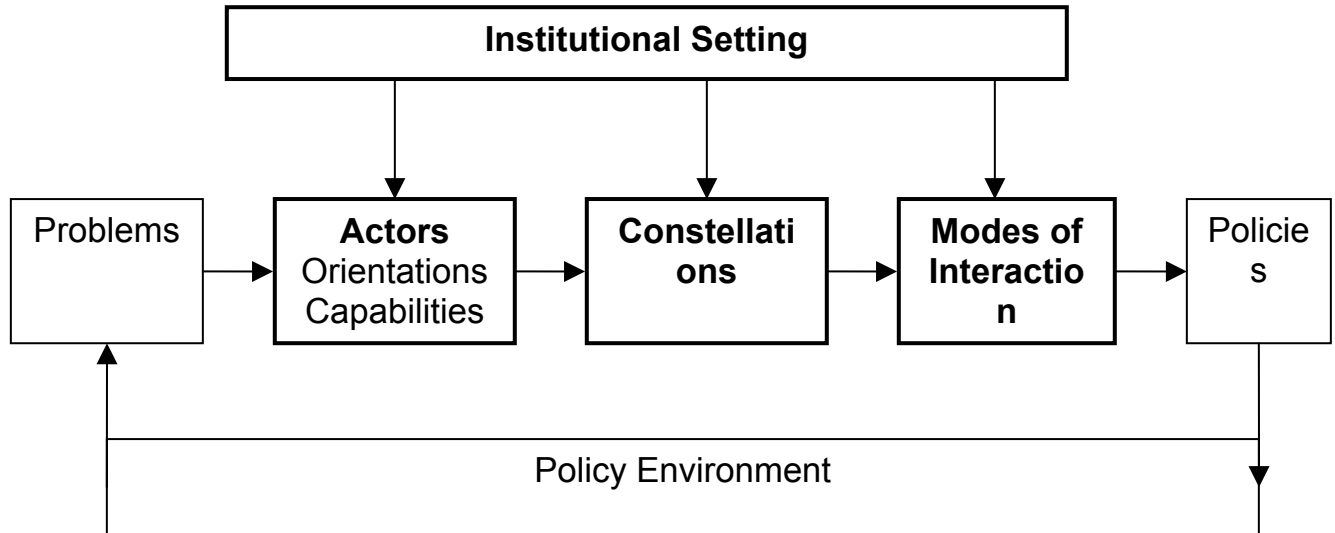 Institutional Setting
Problems
Actors
Orientations
Capabilities
Constellati
ons
Modes of
Interactio
n
Policie
s
Policy Environment